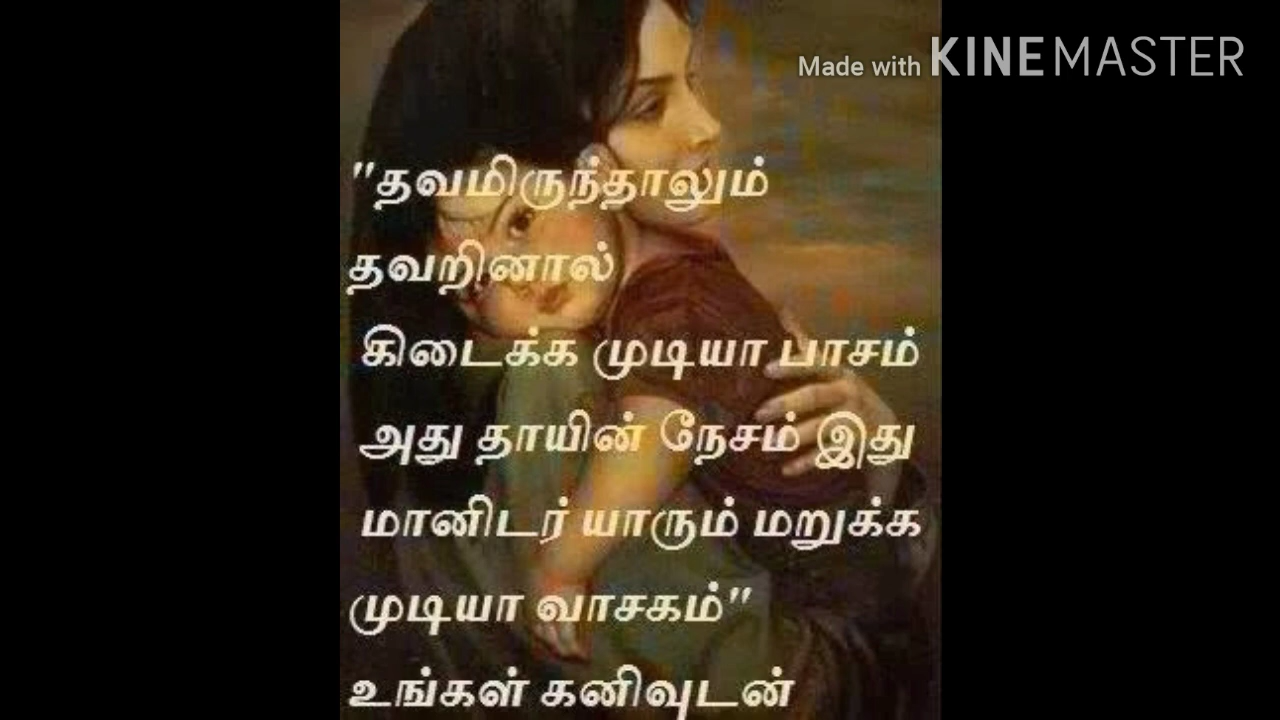 Made with KINEMASTER
"தவமிருந்தாலும்
தவறினால்
கிடைக்க முடியா பாசம்
அது தாயின் நேசம் இது
மானிடர் யாரும் மறுக்க
முடியா வாசகம்"
உங்கள் கனிவுடன்